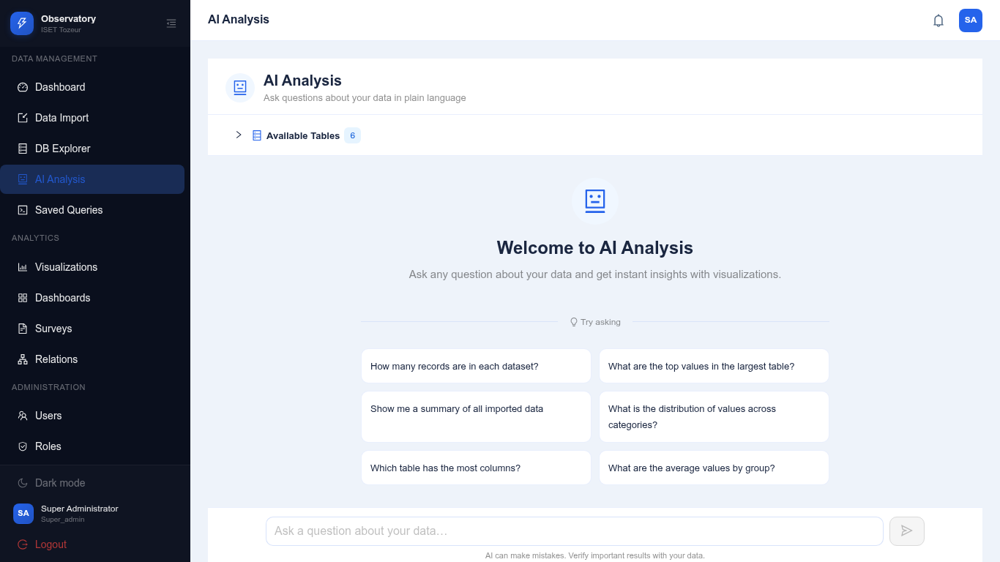 Observatory
ISET Tozeur
DATA MANAGEMENT
Dashboard
Data Import
DB Explorer
AI Analysis
Saved Queries
ANALYTICS
Visualizations
Dashboards
Surveys
Relations
ADMINISTRATION
Users
Roles
Dark mode
SA
Super Administrator
Super_admin
Logout
AI Analysis
SA
AI Analysis
Ask questions about your data in plain language
Available Tables 6
Welcome to AI Analysis
Ask any question about your data and get instant insights with visualizations.
Try asking
How many records are in each dataset?
What are the top values in the largest table?
Show me a summary of all imported data
What is the distribution of values across
categories?
Which table has the most columns?
What are the average values by group?
Ask a question about your data…
AI can make mistakes. Verify important results with your data.